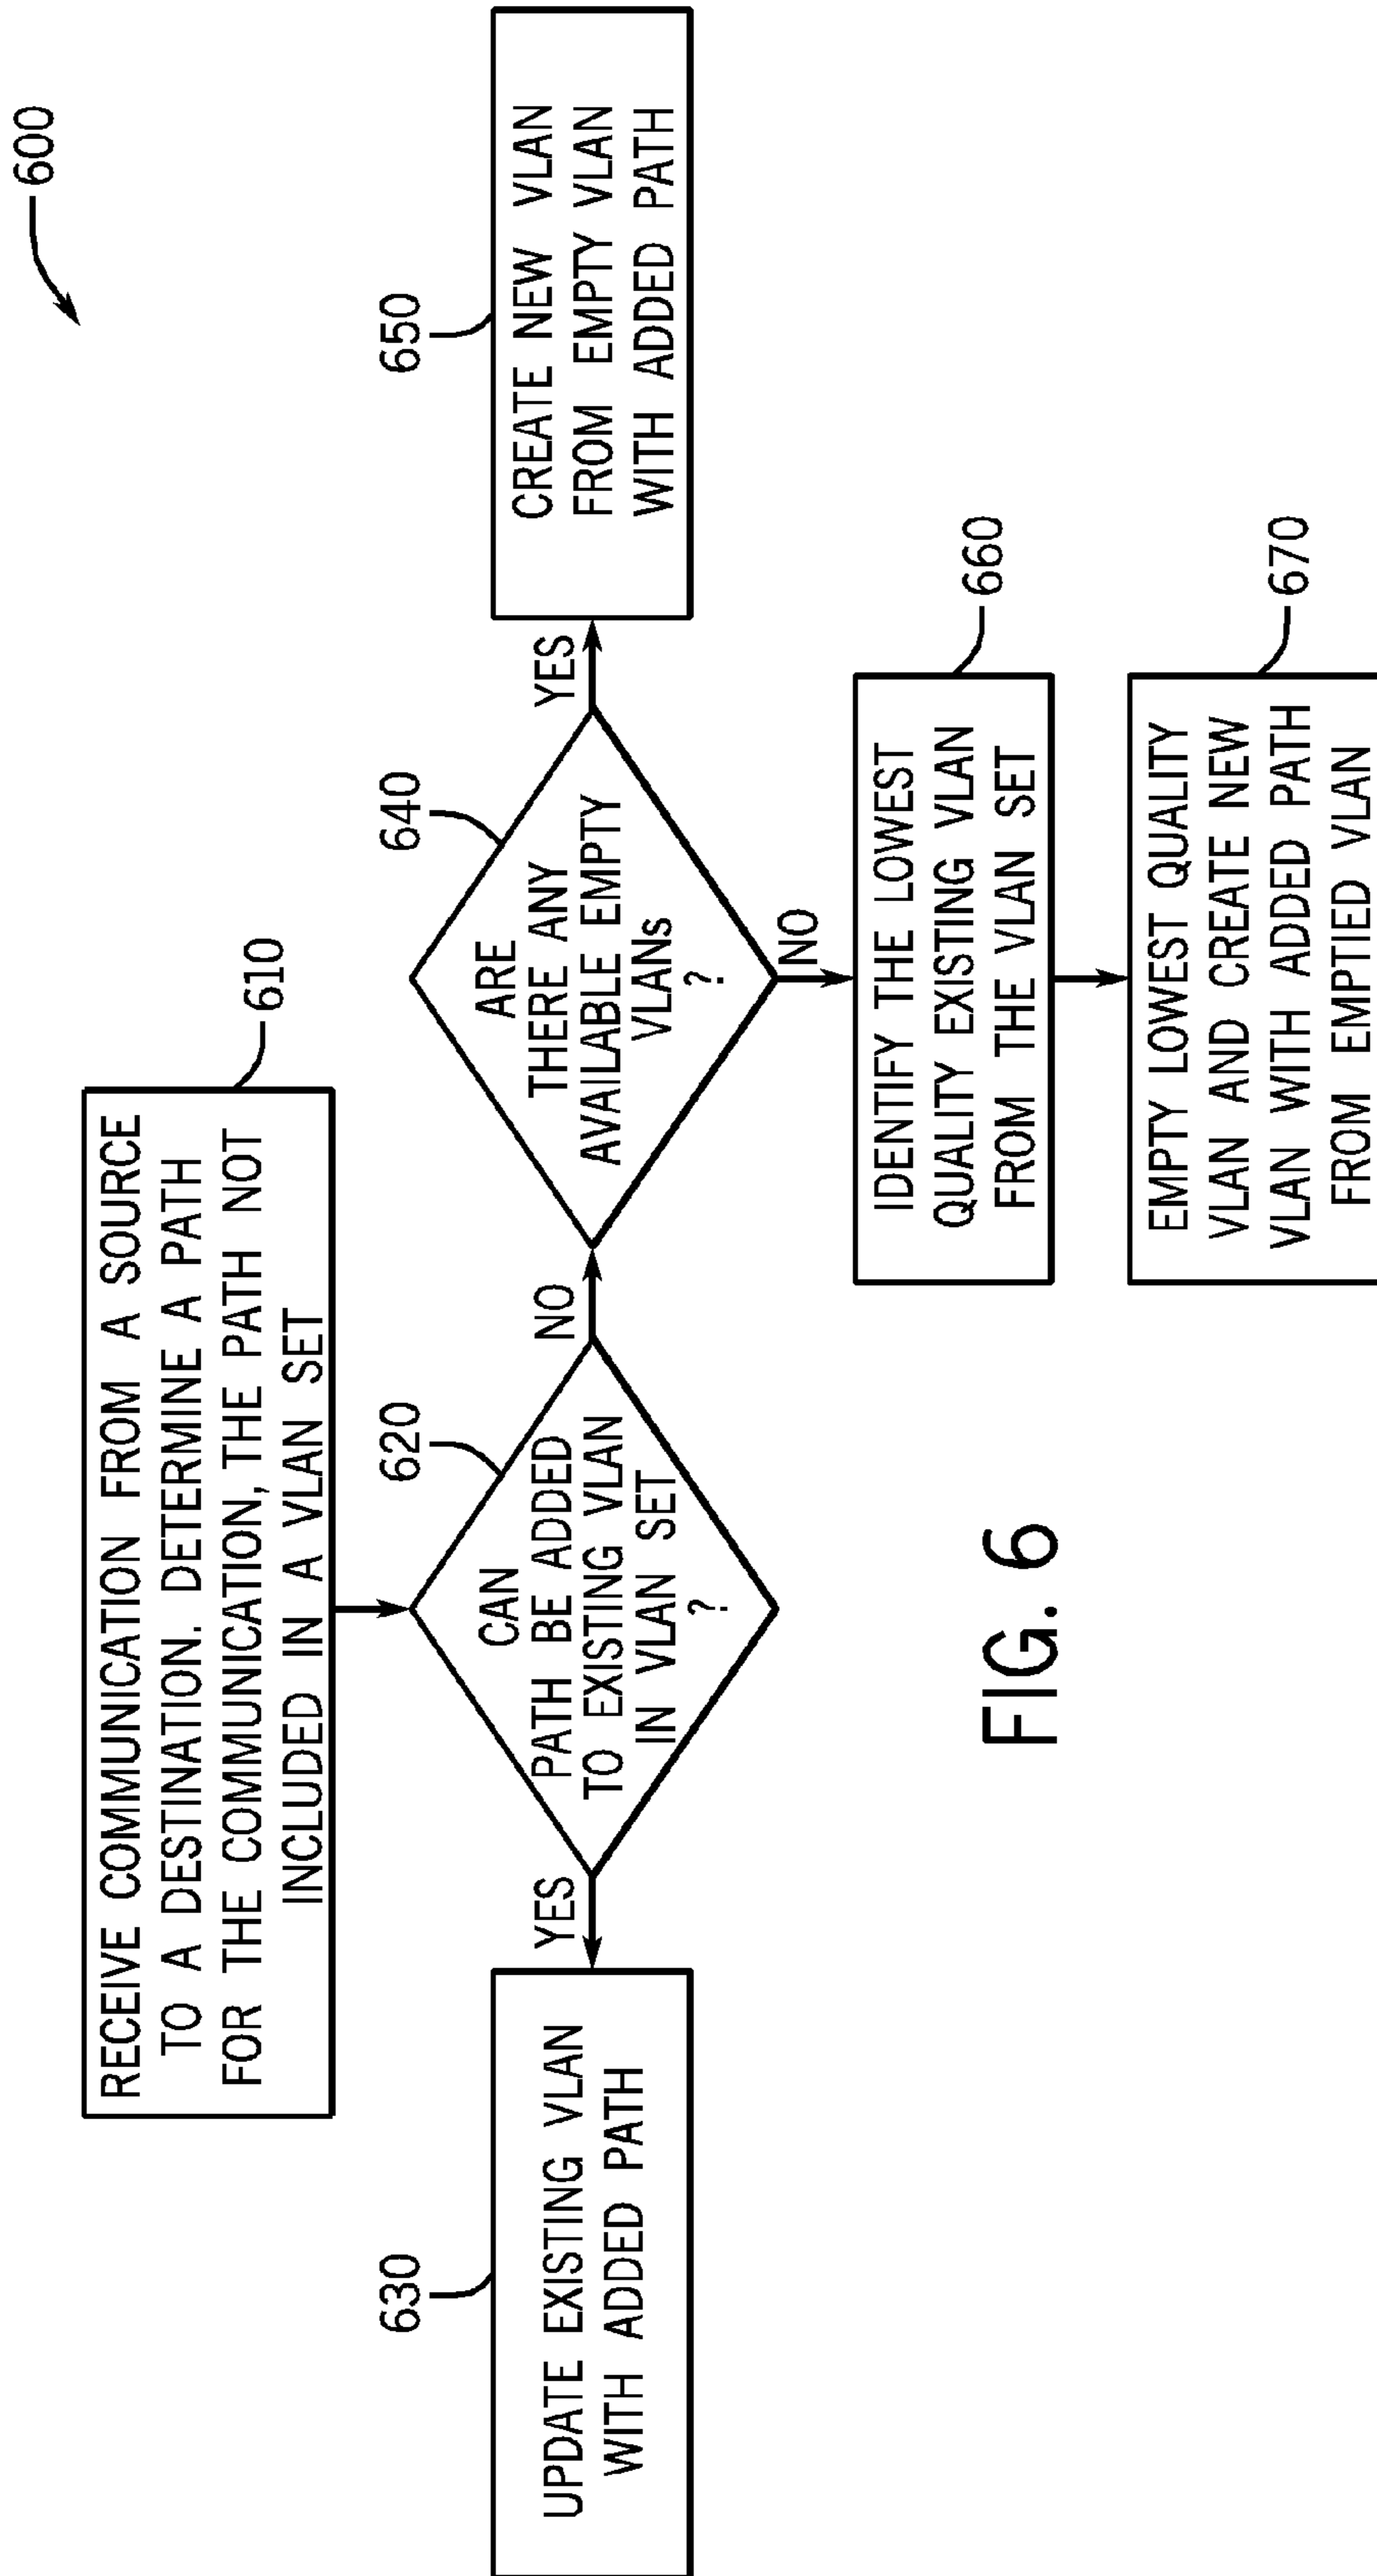 600
RECEIVE COMMUNICATION FROM A SOURCE
TO A DESTINATION. DETERMINE A PATH
FOR THE COMMUNICATION, THE PATH NOT
INCLUDED IN A VLAN SET
610
620
CAN
PATH BE ADDED
TO EXISTING VLAN
IN VLAN SET
?
YES
NO
630
UPDATE EXISTING VLAN
WITH ADDED PATH
640
ARE
THERE ANY
AVAILABLE EMPTY
VLANs
?
YES
NO
650
CREATE NEW VLAN
FROM EMPTY VLAN
WITH ADDED PATH
IDENTIFY THE LOWEST
QUALITY EXISTING VLAN
FROM THE VLAN SET
660
EMPTY LOWEST QUALITY
VLAN AND CREATE NEW
VLAN WITH ADDED PATH
FROM EMPTIED VLAN
670
FIG. 6